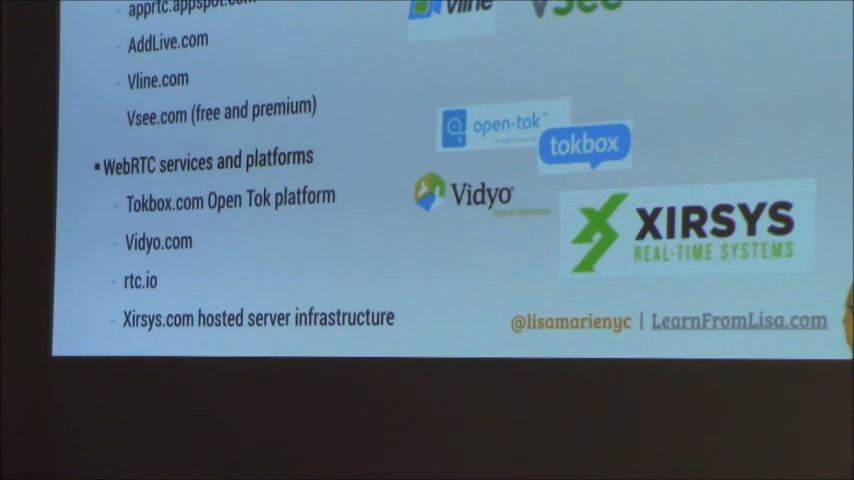 apprtc.appspot.com
AddLive.com
Vline.com
Vsee.com (free and premium)
▪WebRTC services and platforms
Tokbox.com Open Tok platform
Vidyo.com
rtc.io
Xirsys.com hosted server infrastructure
Vline
vsee
open-tok™
tokbox
Vidyo
XIRSYS
REAL-TIME SYSTEMS
@lisamarienyc | LearnFromLisa.com